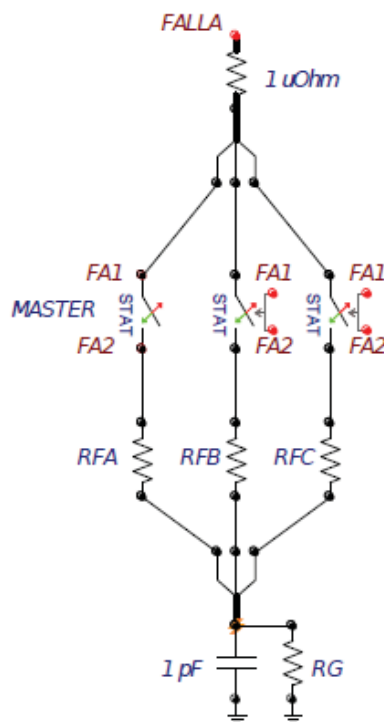 FALLA
1 uOhm
FA1 FA1 FA1
MASTER STAT STAT STAT
FA2 FA2 FA2
RFA RFB RFC
1 pF RG